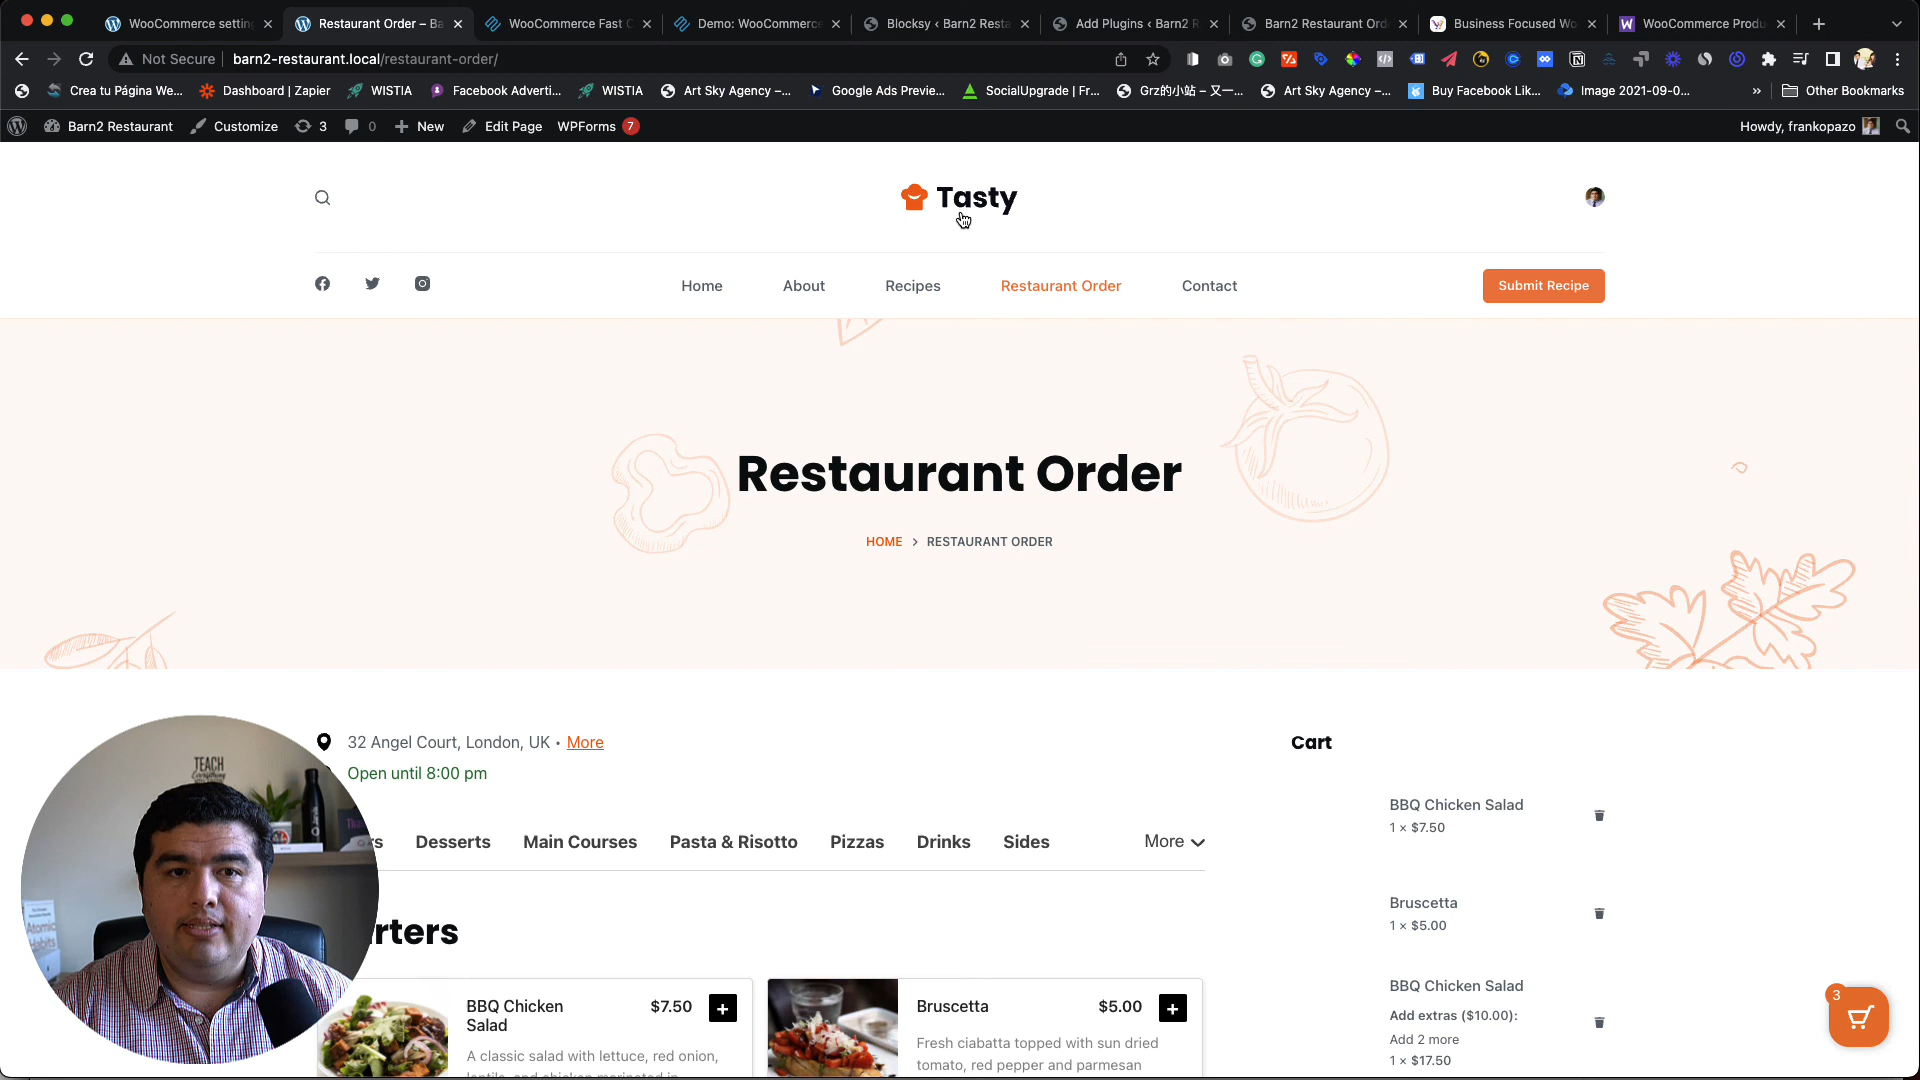 WooCommerce settin
Restaurant Order – Ba
WooCommerce Fast C
Demo: WooCommerce
Blocksy ‹ Barn2 Resta
Add Plugins ‹ Barn2 R
Barn2 Restaurant Ord
Business Focused Wo
WooCommerce Produ
Not Secure
barn2-restaurant.local/restaurant-order/
Crea tu Página We...
Dashboard | Zapier
WISTIA
Facebook Adverti...
WISTIA
Art Sky Agency –...
Google Ads Previe...
SocialUpgrade | Fr...
Grz的小站 – 又一...
Art Sky Agency –...
Buy Facebook Lik...
Image 2021-09-0...
»
Other Bookmarks
Barn2 Restaurant
Customize
3
0
New
Edit Page
WPForms 7
Howdy, frankopazo
Tasty
Home
About
Recipes
Restaurant Order
Contact
Submit Recipe
Restaurant Order
HOME > RESTAURANT ORDER
32 Angel Court, London, UK • More
Open until 8:00 pm
Cart
TEACH
Atomic
Habits
rs
Desserts
Main Courses
Pasta & Risotto
Pizzas
Drinks
Sides
More
rters
BBQ Chicken Salad
1 × $7.50
Bruscetta
1 × $5.00
BBQ Chicken Salad
Add extras ($10.00):
Add 2 more
1 × $17.50
3
BBQ Chicken
Salad
$7.50
+
A classic salad with lettuce, red onion,
Bruscetta
$5.00
+
Fresh ciabatta topped with sun dried
tomato, red pepper and parmesan